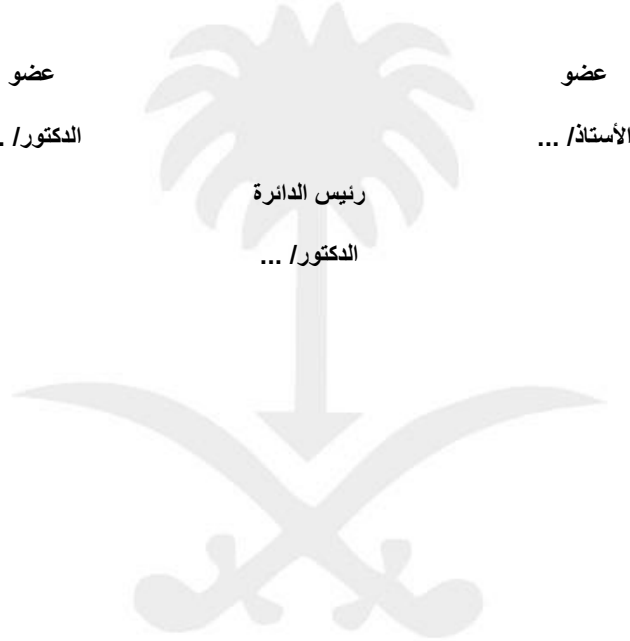 عضو عضو
الأستاذ/ ... الدكتور/ ..
رئيس الدائرة
الدكتور/ ...